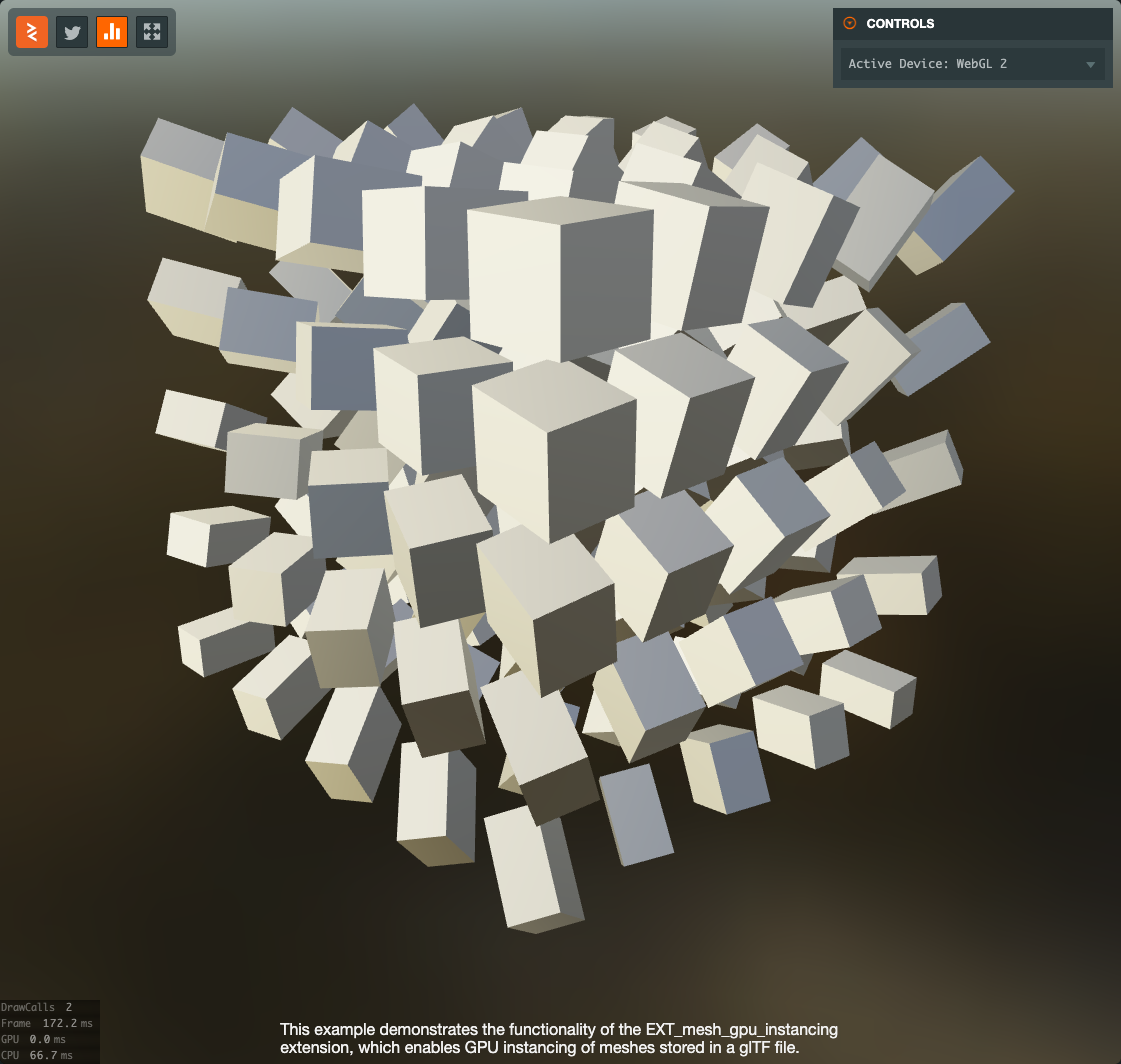 CONTROLS
Active Device: WebGL 2
DrawCalls 2
Frame 172.2 ms
GPU 0.0 ms
CPU 66.7 ms
This example demonstrates the functionality of the EXT_mesh_gpu_instancing
extension, which enables GPU instancing of meshes stored in a glTF file.